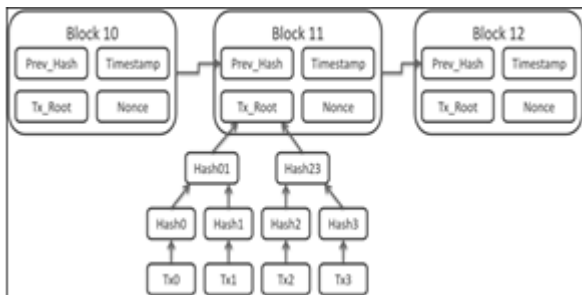 Block 10
Block 11
Block 12
Prev_Hash Timestamp
Prev_Hash Timestamp
Prev_Hash Timestamp
Tx_Root Nonce
Tx_Root Nonce
Tx_Root Nonce
Hash01 Hash23
Hash0 Hash1 Hash2 Hash3
Tx0 Tx1 Tx2 Tx3